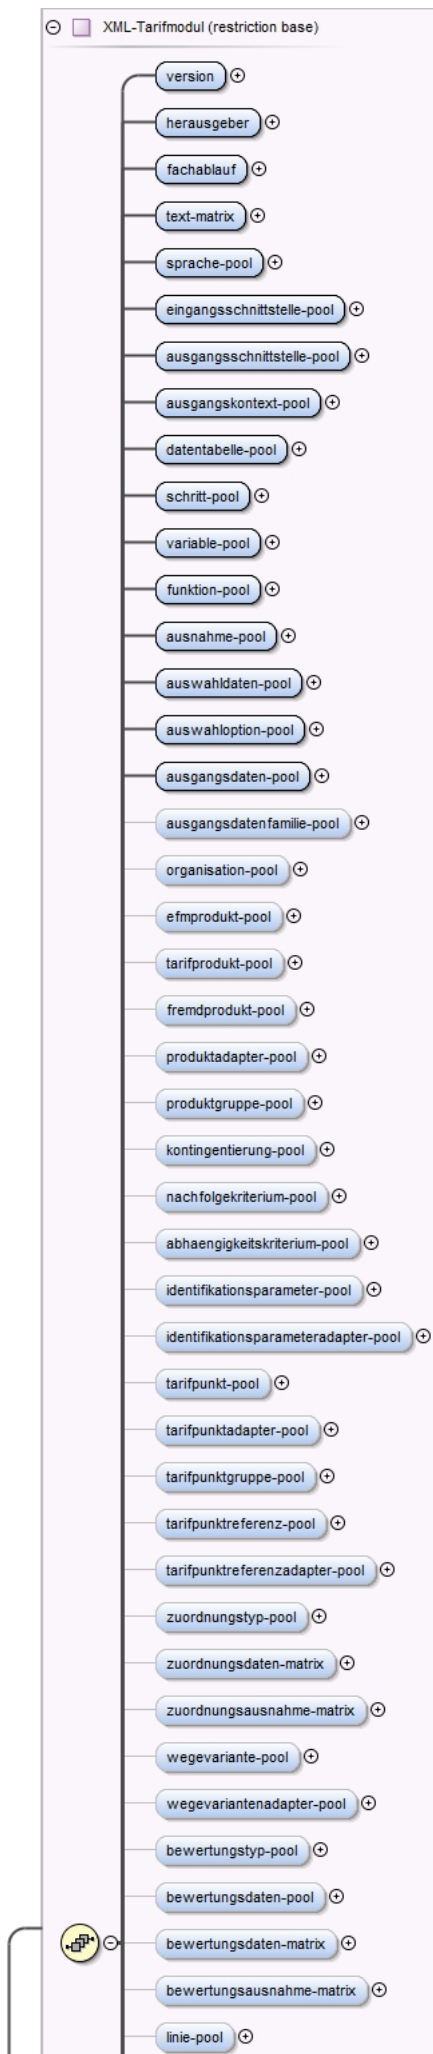 XML-Tarifmodul (restriction base)
version
herausgeber
fachablauf
text-matrix
sprache-pool
eingangsschnittstelle-pool
ausgangsschnittstelle-pool
ausgangskontext-pool
datentabelle-pool
schritt-pool
variable-pool
funktion-pool
ausnahme-pool
auswahldaten-pool
auswahloption-pool
ausgangsdaten-pool
ausgangsdatenfamilie-pool
organisation-pool
efmprodukt-pool
tarifprodukt-pool
fremdprodukt-pool
produktadapter-pool
produktgruppe-pool
kontingentierung-pool
nachfolgekriterium-pool
abhaengigkeitskriterium-pool
identifikationsparameter-pool
identifikationsparameteradapter-pool
tarifpunkt-pool
tarifpunktadapter-pool
tarifpunktgruppe-pool
tarifpunktreferenz-pool
tarifpunktreferenzadapter-pool
zuordnungstyp-pool
zuordnungsdaten-matrix
zuordnungsausnahme-matrix
wegevariante-pool
wegevariantenadapter-pool
bewertungstyp-pool
bewertungsdaten-pool
bewertungsdaten-matrix
bewertungsausnahme-matrix
linie-pool